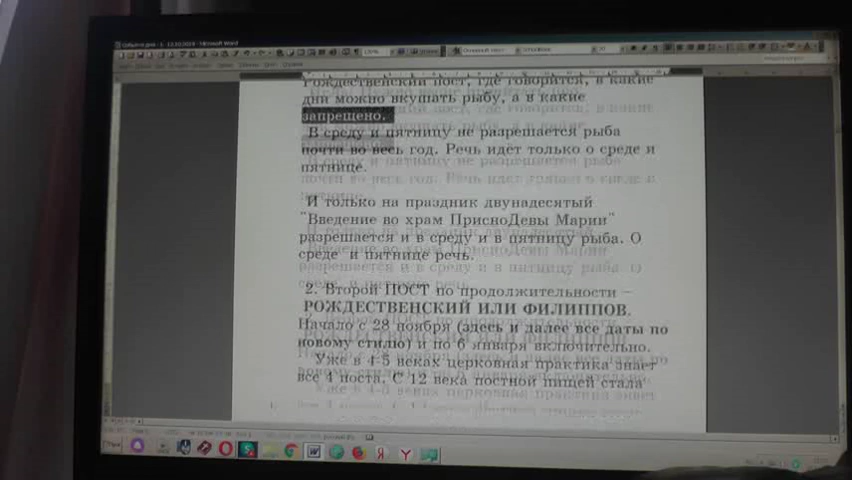 Рождественский пост, где говорится, в какие
дни можно вкушать рыбу, а в какие
запрещено.
В среду и пятницу не разрешается рыба
почти во весь год. Речь идёт только о среде и
пятнице.
И только на праздник двунадесятый
"Введение во храм ПрисноДевы Марии"
разрешается и в среду и в пятницу рыба. О
среде и пятнице речь.
2. Второй ПОСТ по продолжительности –
РОЖДЕСТВЕНСКИЙ ИЛИ ФИЛИППОВ.
Начало с 28 ноября (здесь и далее все даты по
новому стилю) и по 6 января включительно.
Уже в 4-5 веках церковная практика знает
все 4 поста. С 12 века постной пищей стала